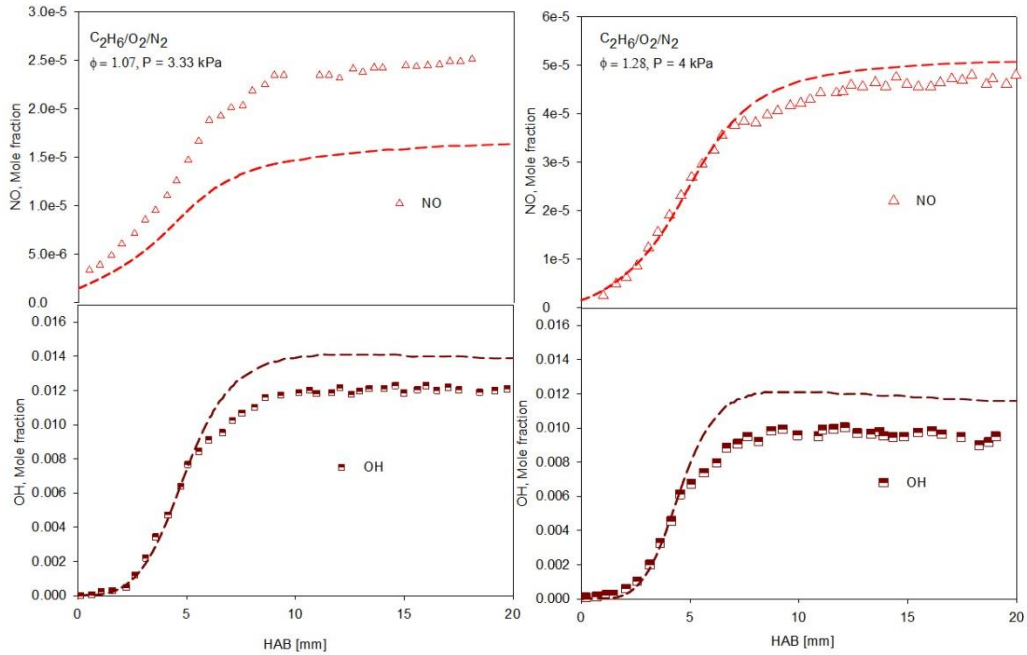 3.0e-5
2.5e-5
2.0e-5
1.5e-5
1.0e-5
5.0e-6
0.0
NO, Mole fraction
C2H6/O2/N2
ϕ = 1.07, P = 3.33 kPa
NO
6e-5
5e-5
4e-5
3e-5
2e-5
1e-5
0
NO, Mole fraction
C2H6/O2/N2
ϕ = 1.28, P = 4 kPa
NO
0.016
0.014
0.012
0.010
0.008
0.006
0.004
0.002
0.000
OH, Mole fraction
OH
0 5 10 15 20
HAB [mm]
0.016
0.014
0.012
0.010
0.008
0.006
0.004
0.002
0.000
OH, Mole fraction
OH
0 5 10 15 20
HAB [mm]